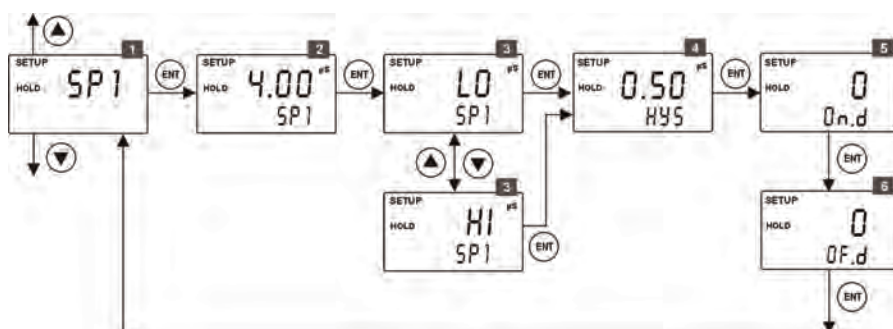 1
SETUP
HOLD
SP1
ENT
2
SETUP
HOLD
4.00 µS
SP1
ENT
3
SETUP
HOLD
LO µS
SP1
ENT
4
SETUP
HOLD
0.50 µS
HYS
ENT
5
SETUP
HOLD
0
On.d
ENT
3
SETUP
HOLD
HI µS
SP1
ENT
6
SETUP
HOLD
0
OF.d
ENT